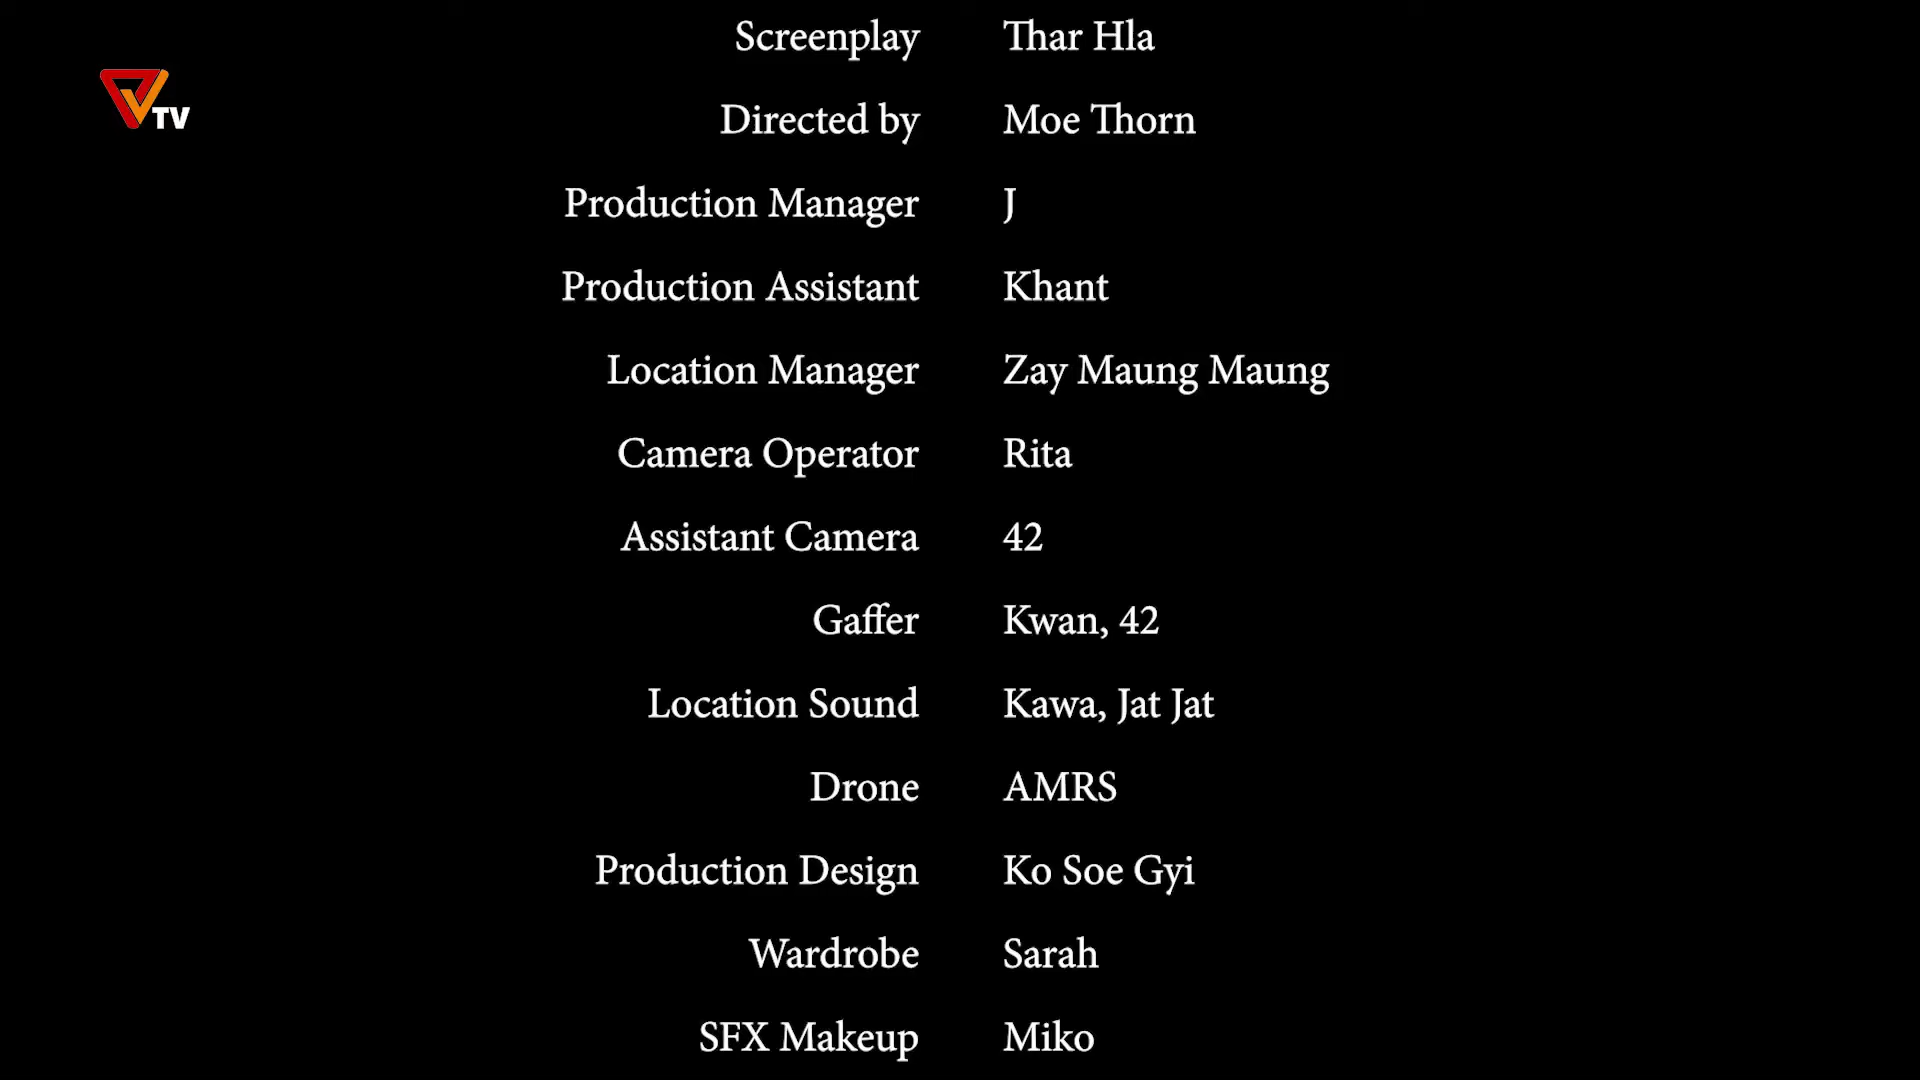 Screenplay Thar Hla
TV
Directed by Moe Thorn
Production Manager J
Production Assistant Khant
Location Manager Zay Maung Maung
Camera Operator Rita
Assistant Camera 42
Gaffer Kwan, 42
Location Sound Kawa, Jat Jat
Drone AMRS
Production Design Ko Soe Gyi
Wardrobe Sarah
SFX Makeup Miko